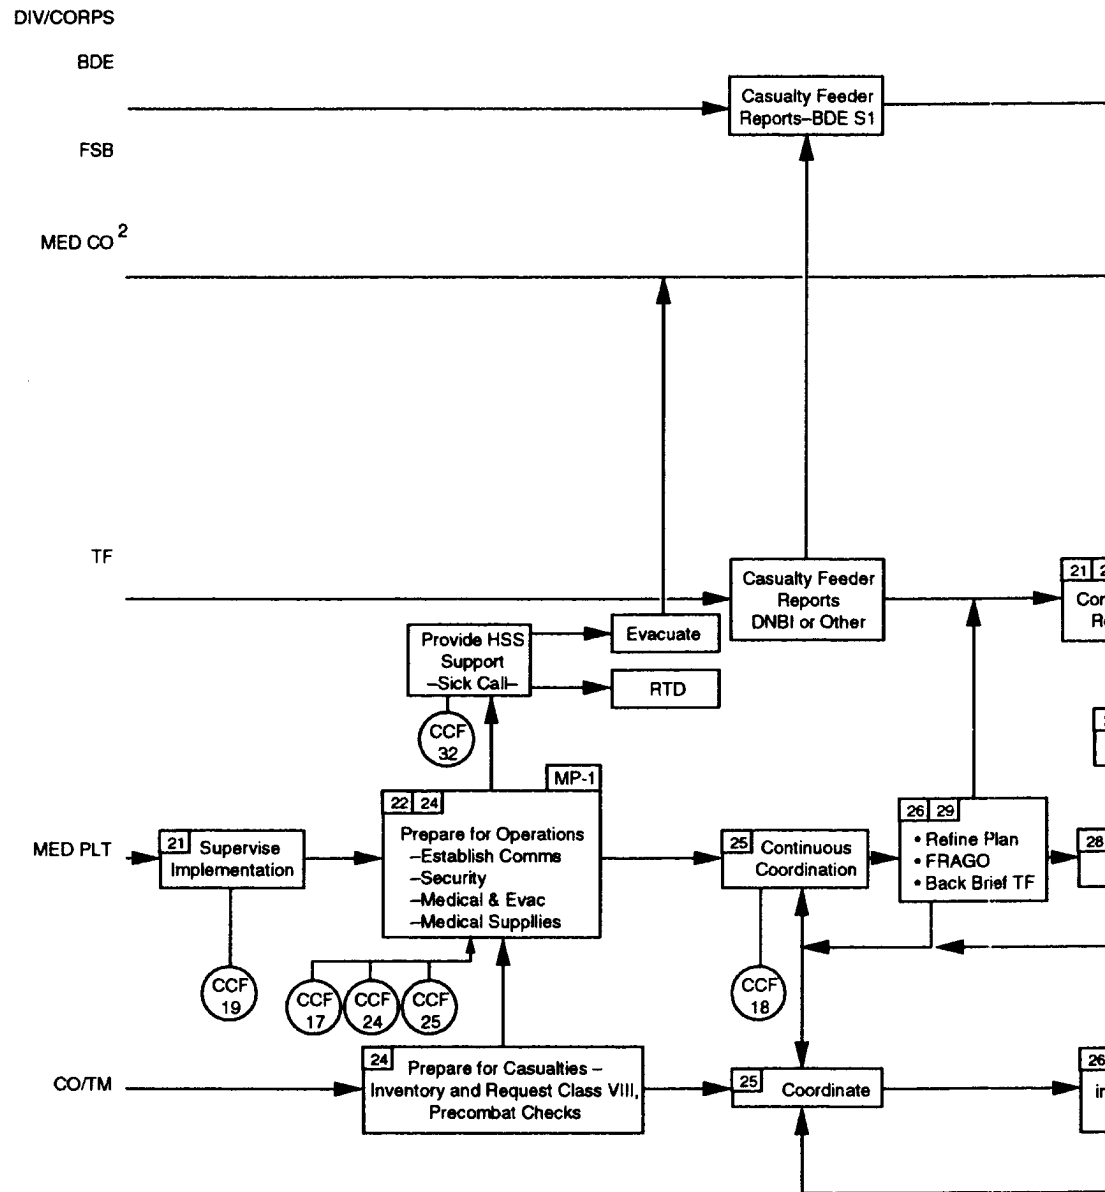 DIV/CORPS
BDE
Casualty Feeder
Reports–BDE S1
FSB
MED CO 2
TF
Casualty Feeder
Reports
DNBI or Other
21
Evacuate
Provide HSS
Support
–Sick Call–
RTD
CCF
32
MP-1
22 24
Prepare for Operations
–Establish Comms
–Security
–Medical & Evac
–Medical Suppllies
MED PLT
21 Supervise
Implementation
25 Continuous
Coordination
26 29
• Refine Plan
• FRAGO
• Back Brief TF
28
CCF
19
CCF
17
CCF
24
CCF
25
CCF
18
CO/TM
24 Prepare for Casualties –
Inventory and Request Class VIII,
Precombat Checks
25 Coordinate
26